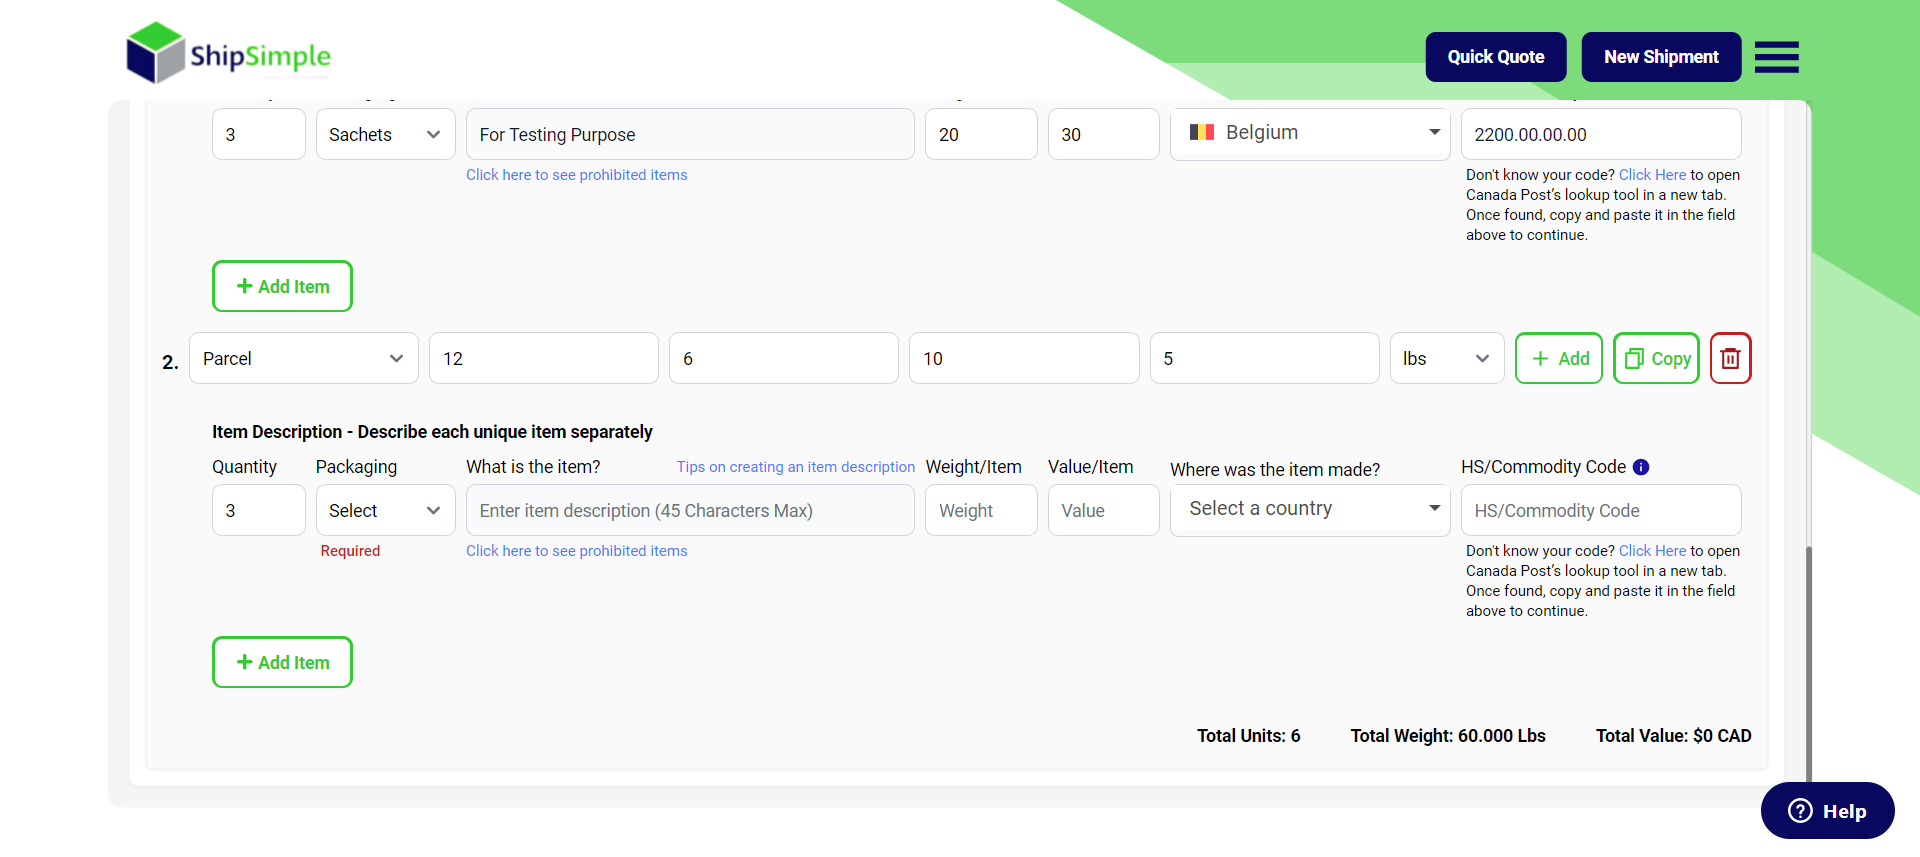 ShipSimple
Quick Quote
New Shipment
3
Sachets
For Testing Purpose
20
30
Belgium
2200.00.00.00
Click here to see prohibited items
Don't know your code? Click Here to open
Canada Post's lookup tool in a new tab.
Once found, copy and paste it in the field
above to continue.
+ Add Item
2.
Parcel
12
6
10
5
lbs
+ Add
Copy
Item Description - Describe each unique item separately
Quantity
Packaging
What is the item?
Tips on creating an item description
Weight/Item
Value/Item
Where was the item made?
HS/Commodity Code
3
Select
Enter item description (45 Characters Max)
Weight
Value
Select a country
HS/Commodity Code
Required
Click here to see prohibited items
Don't know your code? Click Here to open
Canada Post's lookup tool in a new tab.
Once found, copy and paste it in the field
above to continue.
+ Add Item
Total Units: 6
Total Weight: 60.000 Lbs
Total Value: $0 CAD
Help